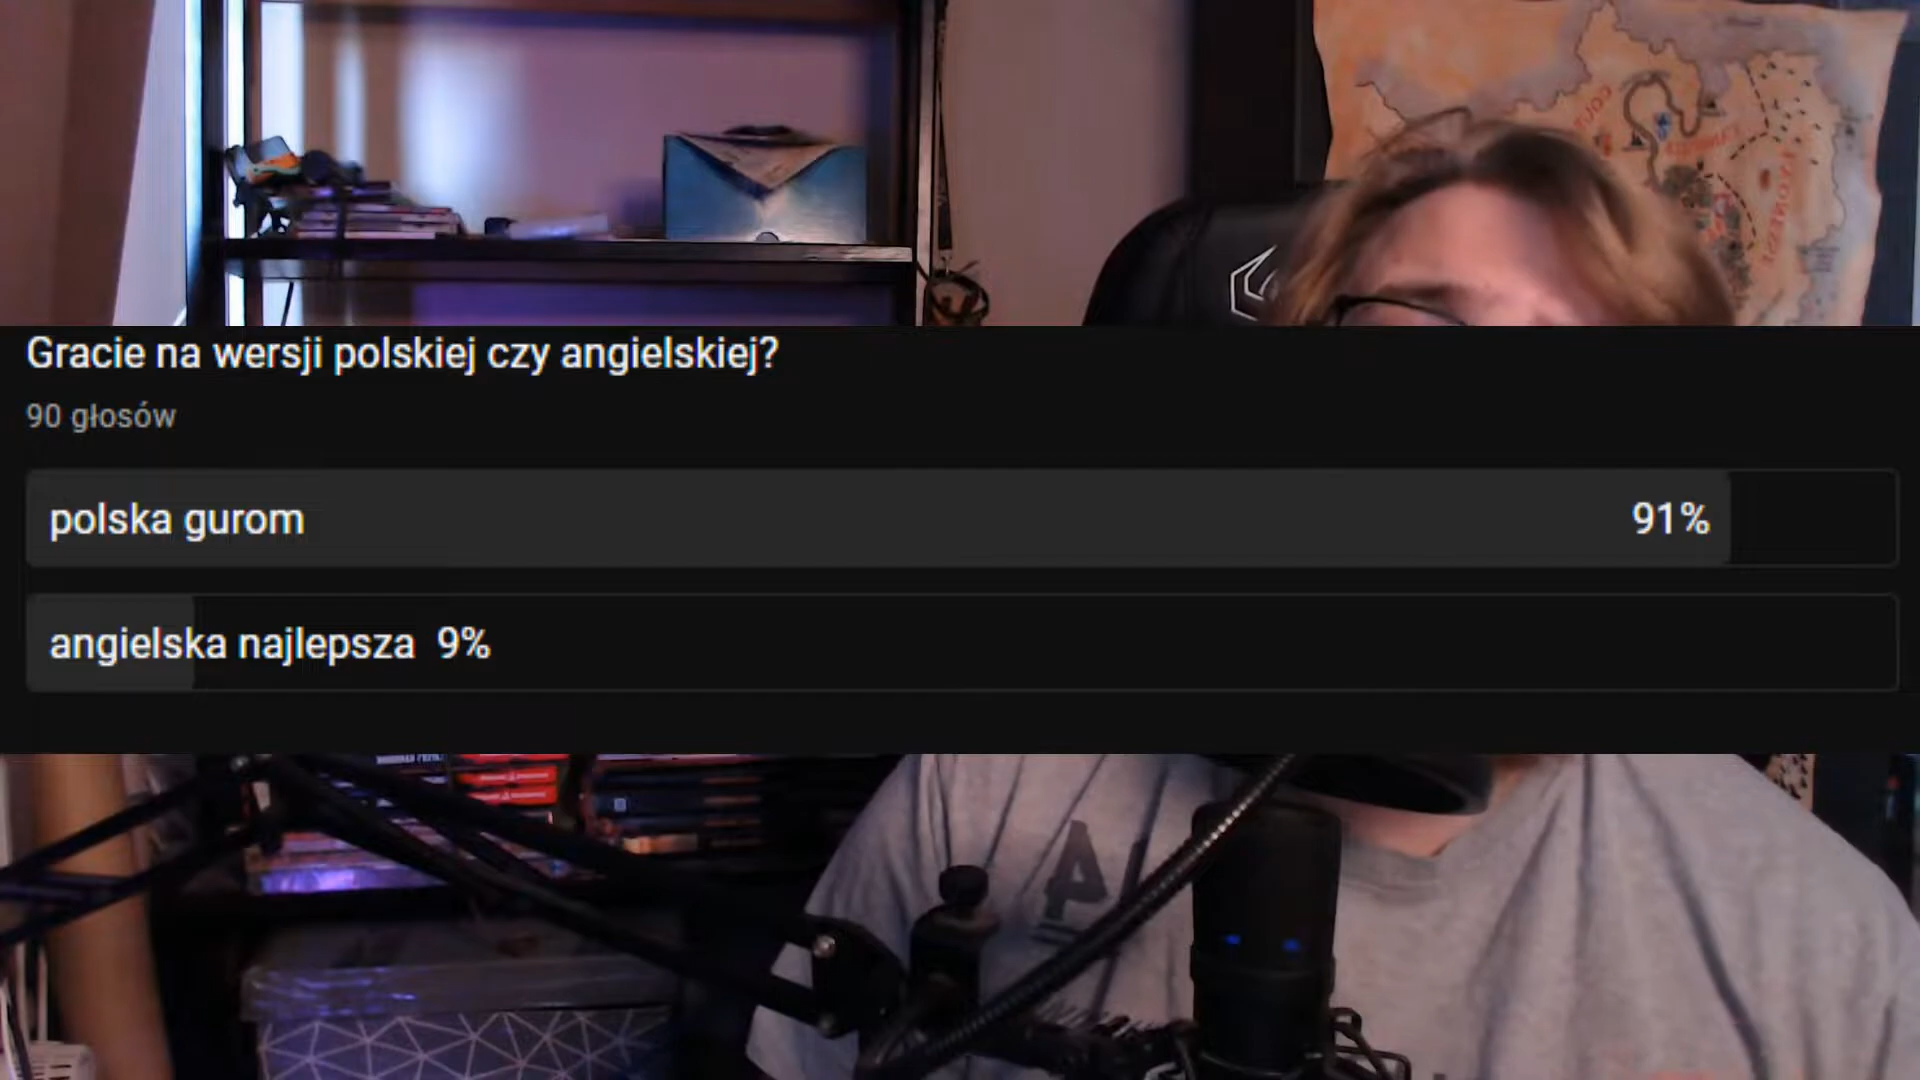 Gracie na wersji polskiej czy angielskiej?
90 głosów
polska gurom
91%
angielska najlepsza 9%